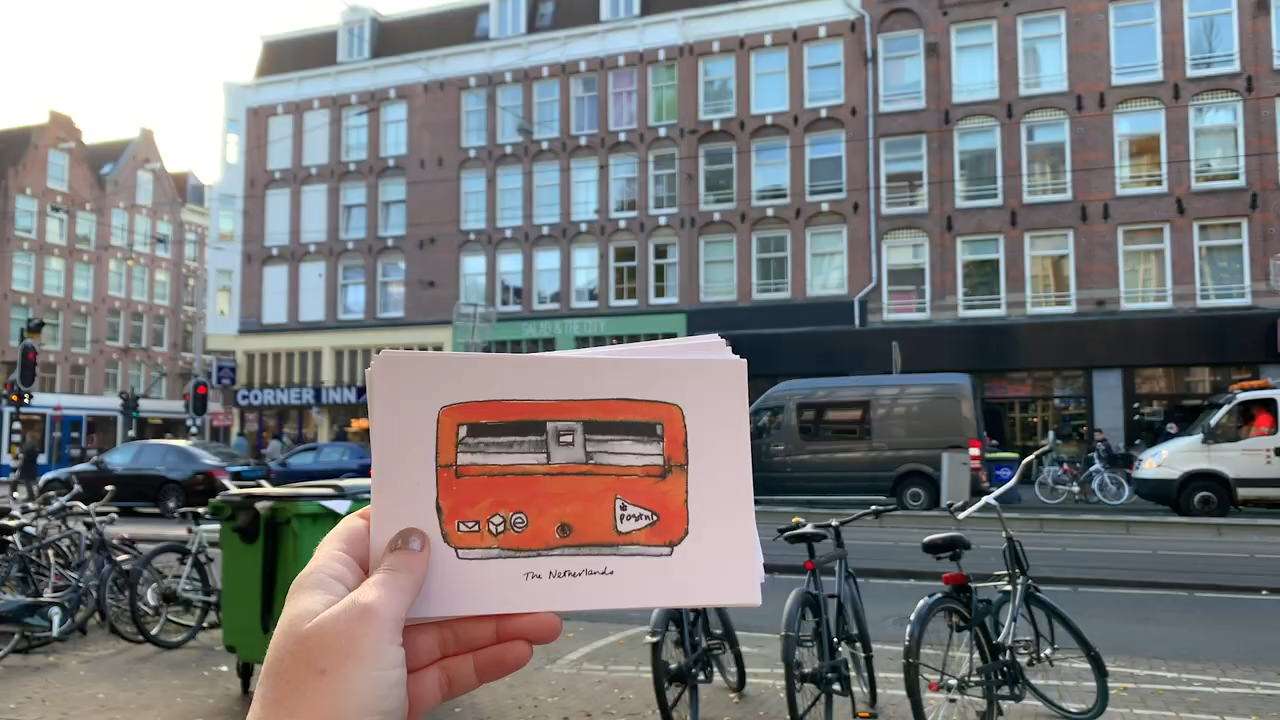 SALAD & THE CITY
CORNER INN
postnl
The Netherlands